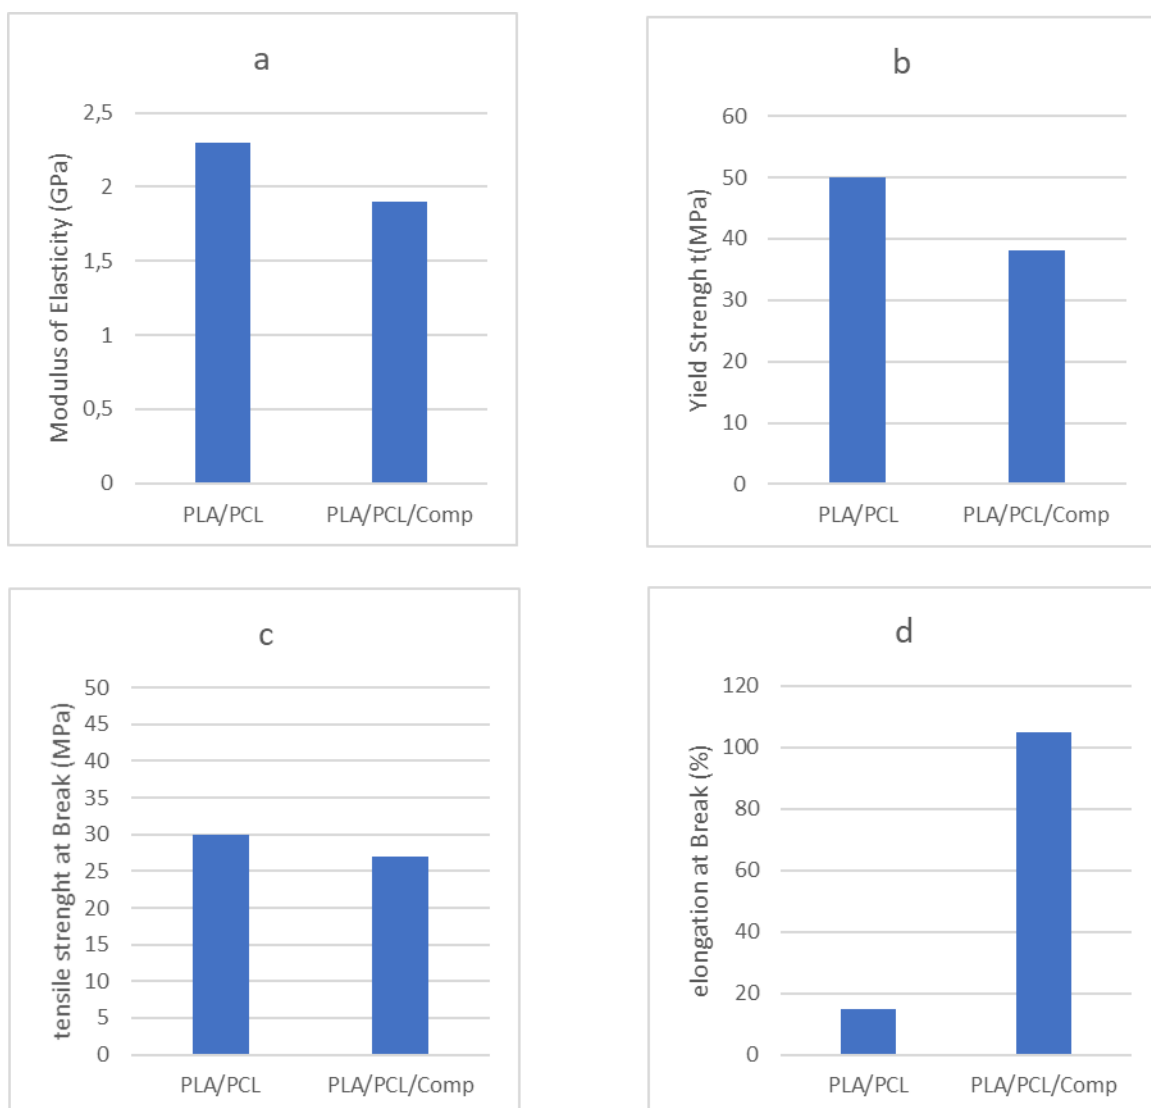 a
Modulus of Elasticity (GPa)
2,5
2
1,5
1
0,5
0
PLA/PCL
PLA/PCL/Comp
b
Yield Strengh t(MPa)
60
50
40
30
20
10
0
PLA/PCL
PLA/PCL/Comp
c
tensile strenght at Break (MPa)
50
45
40
35
30
25
20
15
10
5
0
PLA/PCL
PLA/PCL/Comp
d
elongation at Break (%)
120
100
80
60
40
20
0
PLA/PCL
PLA/PCL/Comp